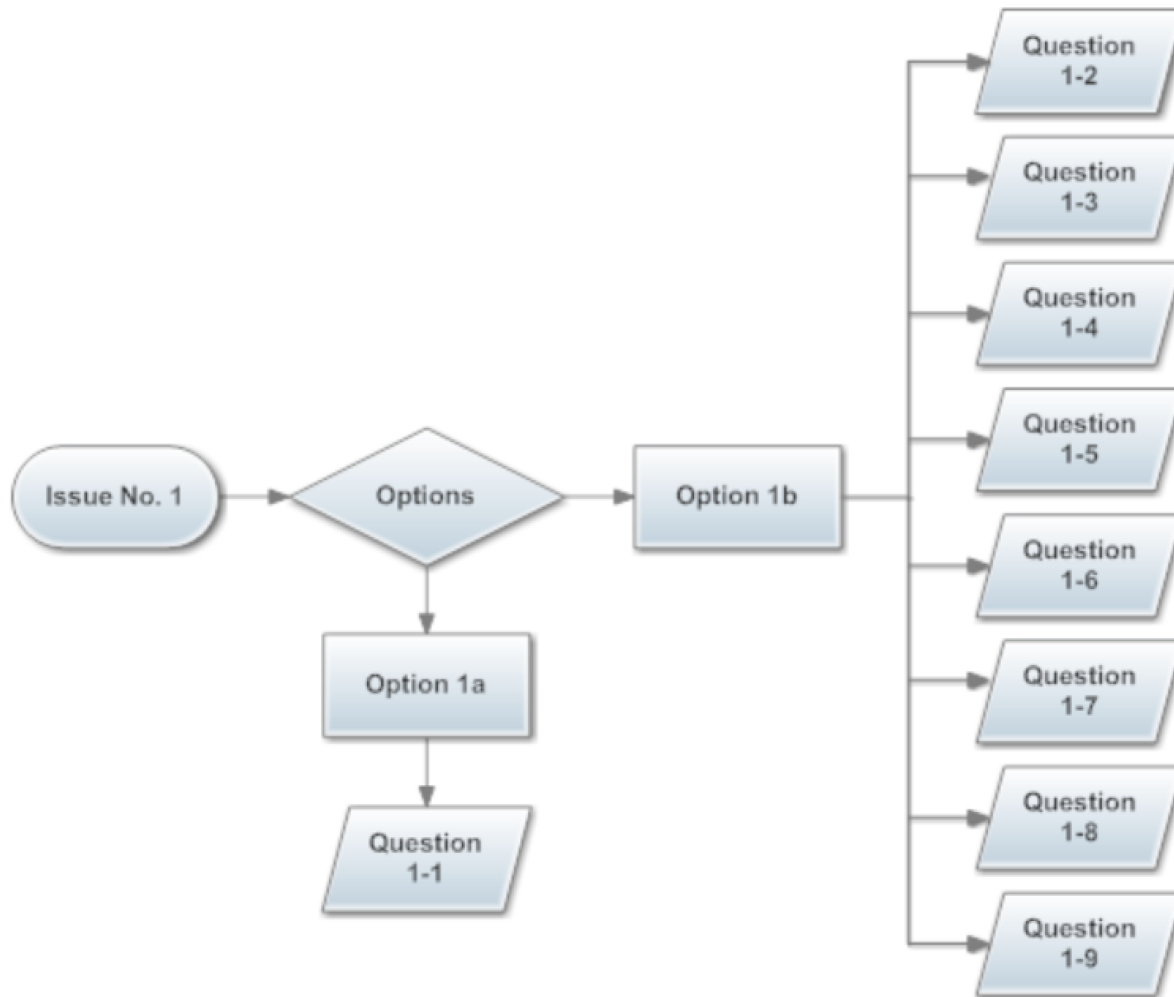 Question
1-2
Question
1-3
Question
1-4
Question
1-5
Issue No. 1
Options
Option 1b
Question
1-6
Option 1a
Question
1-7
Question
1-8
Question
1-1
Question
1-9